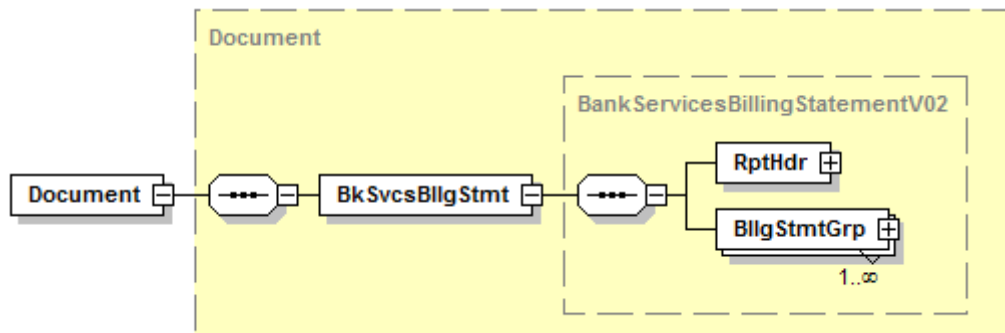 Document
BankServicesBillingStatementV02
RptHdr
Document
BkSvcsBllgStmt
BllgStmtGrp
1..∞